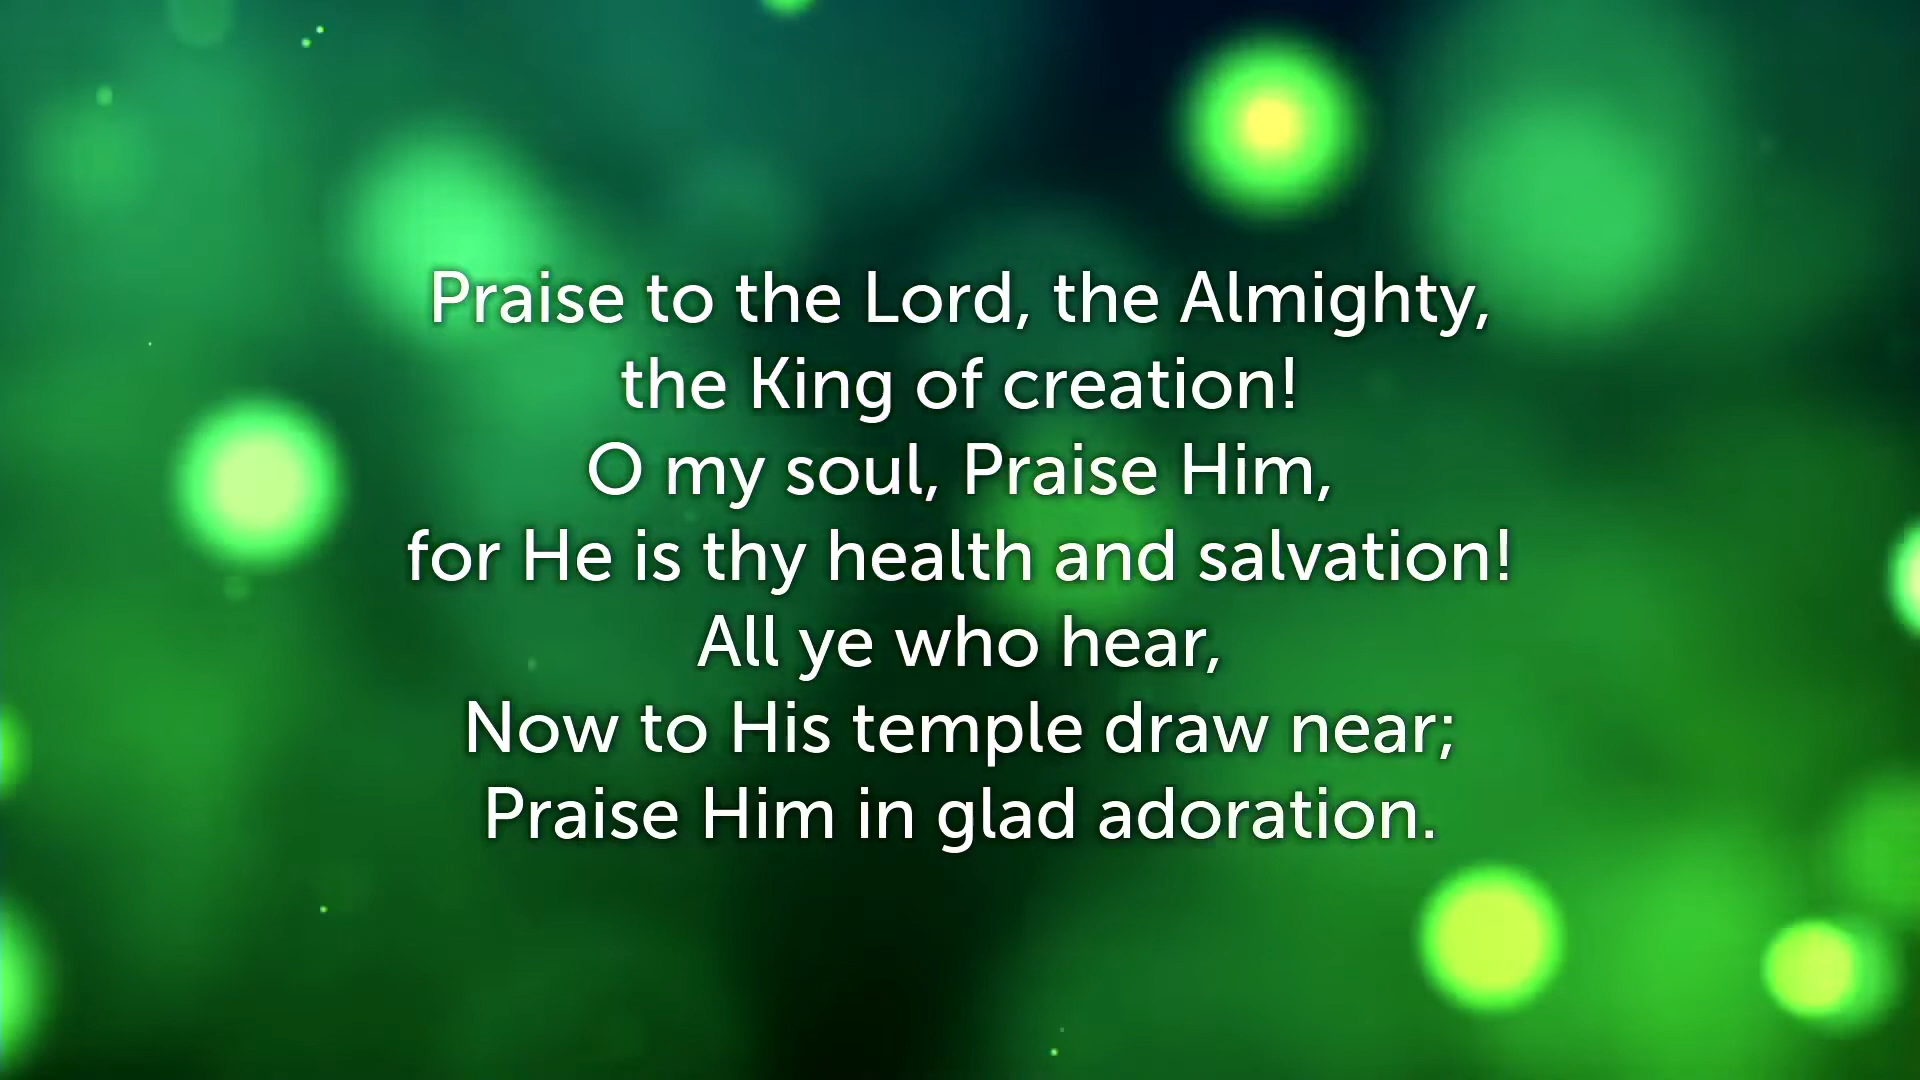 Praise to the Lord, the Almighty,
the King of creation!
O my soul, Praise Him,
for He is thy health and salvation!
All ye who hear,
Now to His temple draw near;
Praise Him in glad adoration.